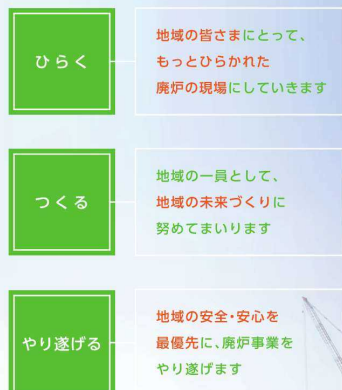 ひらく
地域の皆さまにとって、
もっとひらかれた
廃炉の現場にしていきます
つくる
地域の一員として、
地域の未来づくりに
努めてまいります
やり遂げる
地域の安全・安心を
最優先に、廃炉事業を
やり遂げます